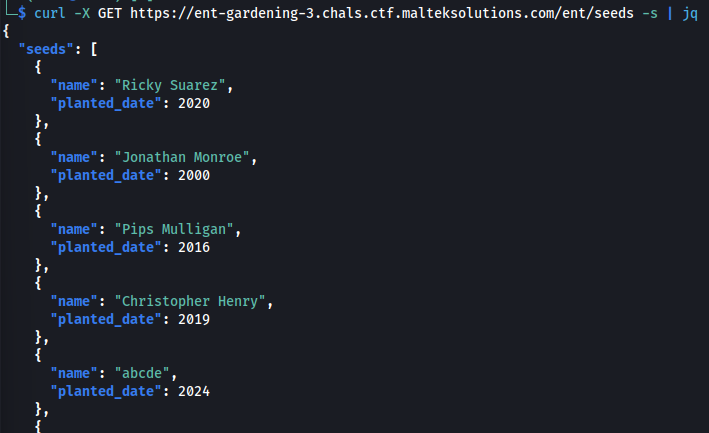 $ curl -X GET https://ent-gardening-3.chals.ctf.malteksolutions.com/ent/seeds -s | jq
{
"seeds": [
{
"name": "Ricky Suarez",
"planted_date": 2020
},
{
"name": "Jonathan Monroe",
"planted_date": 2000
},
{
"name": "Pips Mulligan",
"planted_date": 2016
},
{
"name": "Christopher Henry",
"planted_date": 2019
},
{
"name": "abcde",
"planted_date": 2024
},
{